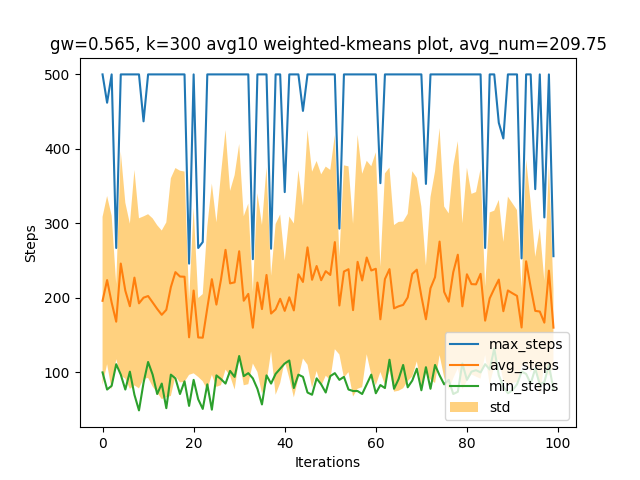 gw=0.565, k=300 avg10 weighted-kmeans plot, avg_num=209.75
500
400
300
200
100
Steps
0
20
40
60
80
100
Iterations
max_steps
avg_steps
min_steps
std